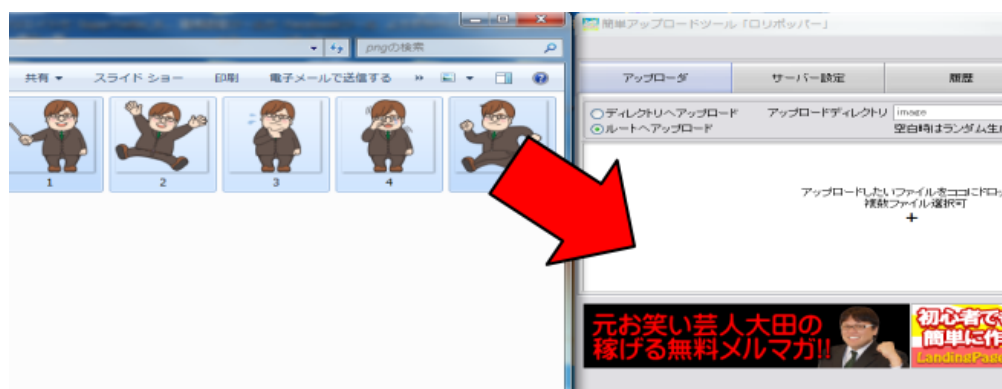 pngの検索
共有
スライド ショー
印刷
電子メールで送信する
»
1
2
3
4
簡単アップロードツール「ロリポッパー」
アップローダ
サーバー設定
履歴
ディレクトリへアップロード
アップロードディレクトリ
image
ルートへアップロード
空白時はランダム生
アップロードしたいファイルをココにドロッ
複数ファイル選択可
元お笑い芸人大田の
稼げる無料メルマガ!!
初心者で
簡単に作
LandingPage